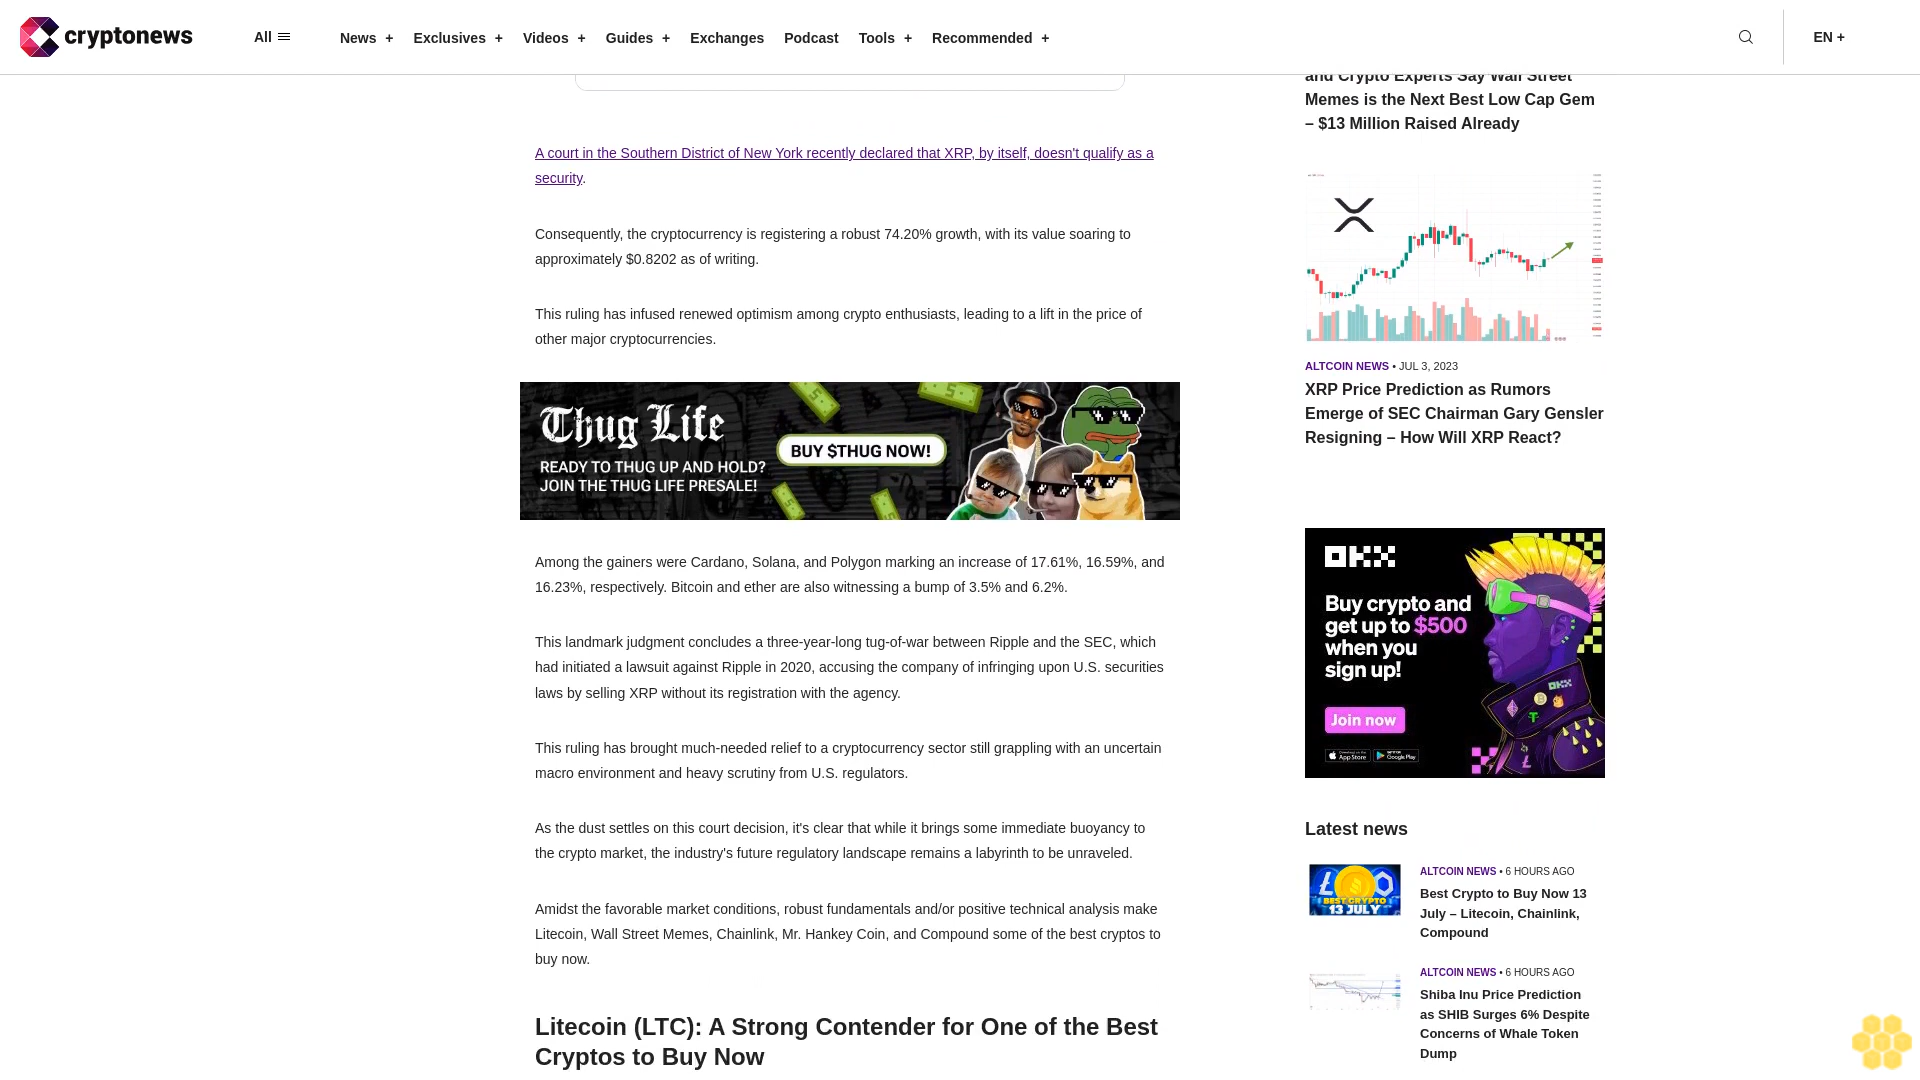 cryptonews
All
News +
Exclusives +
Videos +
Guides +
Exchanges
Podcast
Tools +
Recommended +
EN +
A court in the Southern District of New York recently declared that XRP, by itself, doesn't qualify as a
security.
Consequently, the cryptocurrency is registering a robust 74.20% growth, with its value soaring to
approximately $0.8202 as of writing.
This ruling has infused renewed optimism among crypto enthusiasts, leading to a lift in the price of
other major cryptocurrencies.
Thug Life
READY TO THUG UP AND HOLD?
JOIN THE THUG LIFE PRESALE!
BUY $THUG NOW!
Among the gainers were Cardano, Solana, and Polygon marking an increase of 17.61%, 16.59%, and
16.23%, respectively. Bitcoin and ether are also witnessing a bump of 3.5% and 6.2%.
This landmark judgment concludes a three-year-long tug-of-war between Ripple and the SEC, which
had initiated a lawsuit against Ripple in 2020, accusing the company of infringing upon U.S. securities
laws by selling XRP without its registration with the agency.
This ruling has brought much-needed relief to a cryptocurrency sector still grappling with an uncertain
macro environment and heavy scrutiny from U.S. regulators.
As the dust settles on this court decision, it's clear that while it brings some immediate buoyancy to
the crypto market, the industry's future regulatory landscape remains a labyrinth to be unraveled.
Amidst the favorable market conditions, robust fundamentals and/or positive technical analysis make
Litecoin, Wall Street Memes, Chainlink, Mr. Hankey Coin, and Compound some of the best cryptos to
buy now.
Litecoin (LTC): A Strong Contender for One of the Best
Cryptos to Buy Now
and Crypto Experts Say Wall Street
Memes is the Next Best Low Cap Gem
– $13 Million Raised Already
ALTCOIN NEWS • JUL 3, 2023
XRP Price Prediction as Rumors
Emerge of SEC Chairman Gary Gensler
Resigning – How Will XRP React?
OKX
Buy crypto and
get up to $500
when you
sign up!
Join now
App Store
Google Play
OKX
Latest news
BEST CRYPTO
13 JULY
ALTCOIN NEWS • 6 HOURS AGO
Best Crypto to Buy Now 13
July – Litecoin, Chainlink,
Compound
ALTCOIN NEWS • 6 HOURS AGO
Shiba Inu Price Prediction
as SHIB Surges 6% Despite
Concerns of Whale Token
Dump